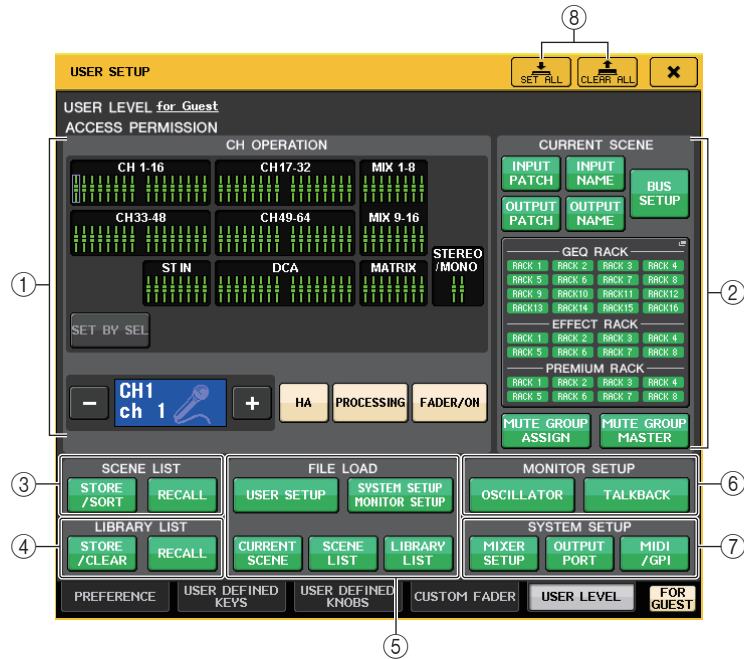 ⑧
USER SETUP
SET ALL
CLEAR ALL
USER LEVEL for Guest
ACCESS PERMISSION
①
CH OPERATION
CH 1-16
CH17-32
MIX 1-8
CH33-48
CH49-64
MIX 9-16
ST IN
DCA
MATRIX
STEREO
/MONO
SET BY SEL
−
CH1
ch 1
+
HA
PROCESSING
FADER/ON
②
CURRENT SCENE
INPUT
PATCH
INPUT
NAME
BUS
SETUP
OUTPUT
PATCH
OUTPUT
NAME
GEQ RACK
RACK 1 RACK 2 RACK 3 RACK 4
RACK 5 RACK 6 RACK 7 RACK 8
RACK 9 RACK10 RACK11 RACK12
RACK13 RACK14 RACK15 RACK16
EFFECT RACK
RACK 1 RACK 2 RACK 3 RACK 4
RACK 5 RACK 6 RACK 7 RACK 8
PREMIUM RACK
RACK 1 RACK 2 RACK 3 RACK 4
RACK 5 RACK 6 RACK 7 RACK 8
MUTE GROUP
ASSIGN
MUTE GROUP
MASTER
③
SCENE LIST
STORE
/SORT
RECALL
④
LIBRARY LIST
STORE
/CLEAR
RECALL
FILE LOAD
USER SETUP
SYSTEM SETUP
MONITOR SETUP
CURRENT
SCENE
SCENE
LIST
LIBRARY
LIST
⑤
MONITOR SETUP
OSCILLATOR
TALKBACK
⑥
SYSTEM SETUP
MIXER
SETUP
OUTPUT
PORT
MIDI
/GPI
⑦
PREFERENCE
USER DEFINED
KEYS
USER DEFINED
KNOBS
CUSTOM FADER
USER LEVEL
FOR
GUEST